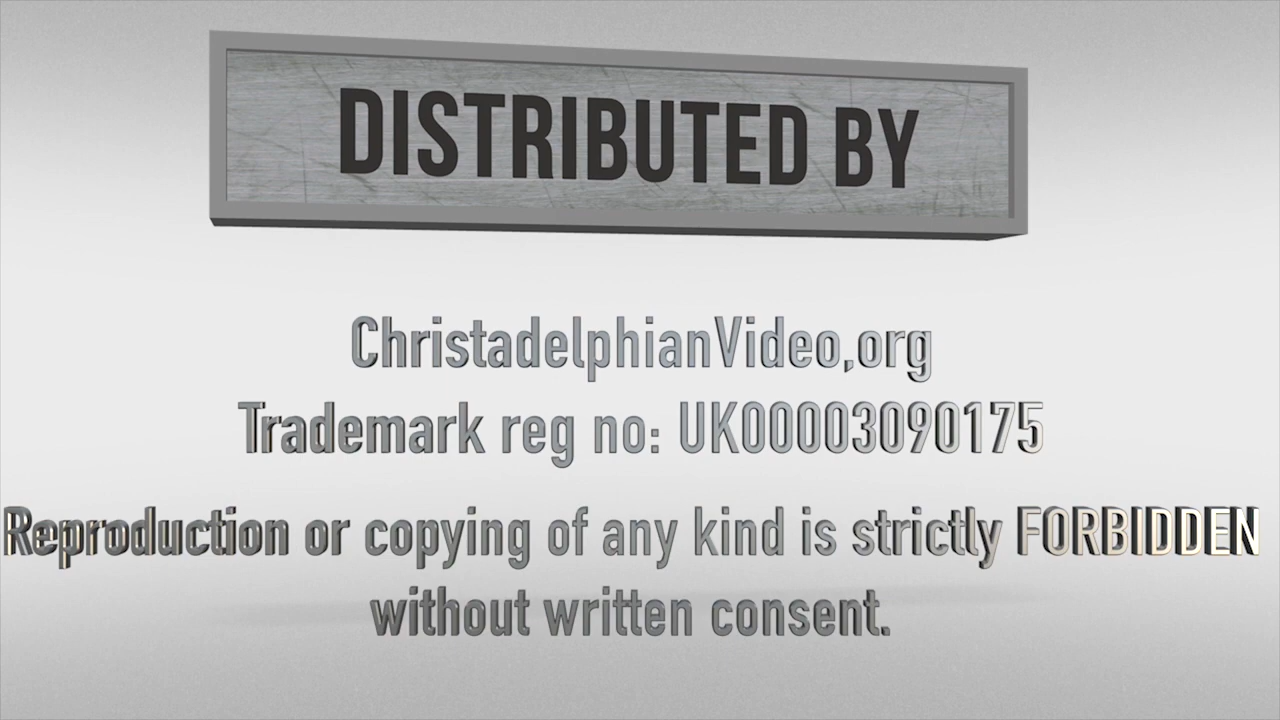 DISTRIBUTED BY
ChristadelphianVideo,org
Trademark reg no: UK00003090175
Reproduction or copying of any kind is strictly FORBIDDEN
without written consent.